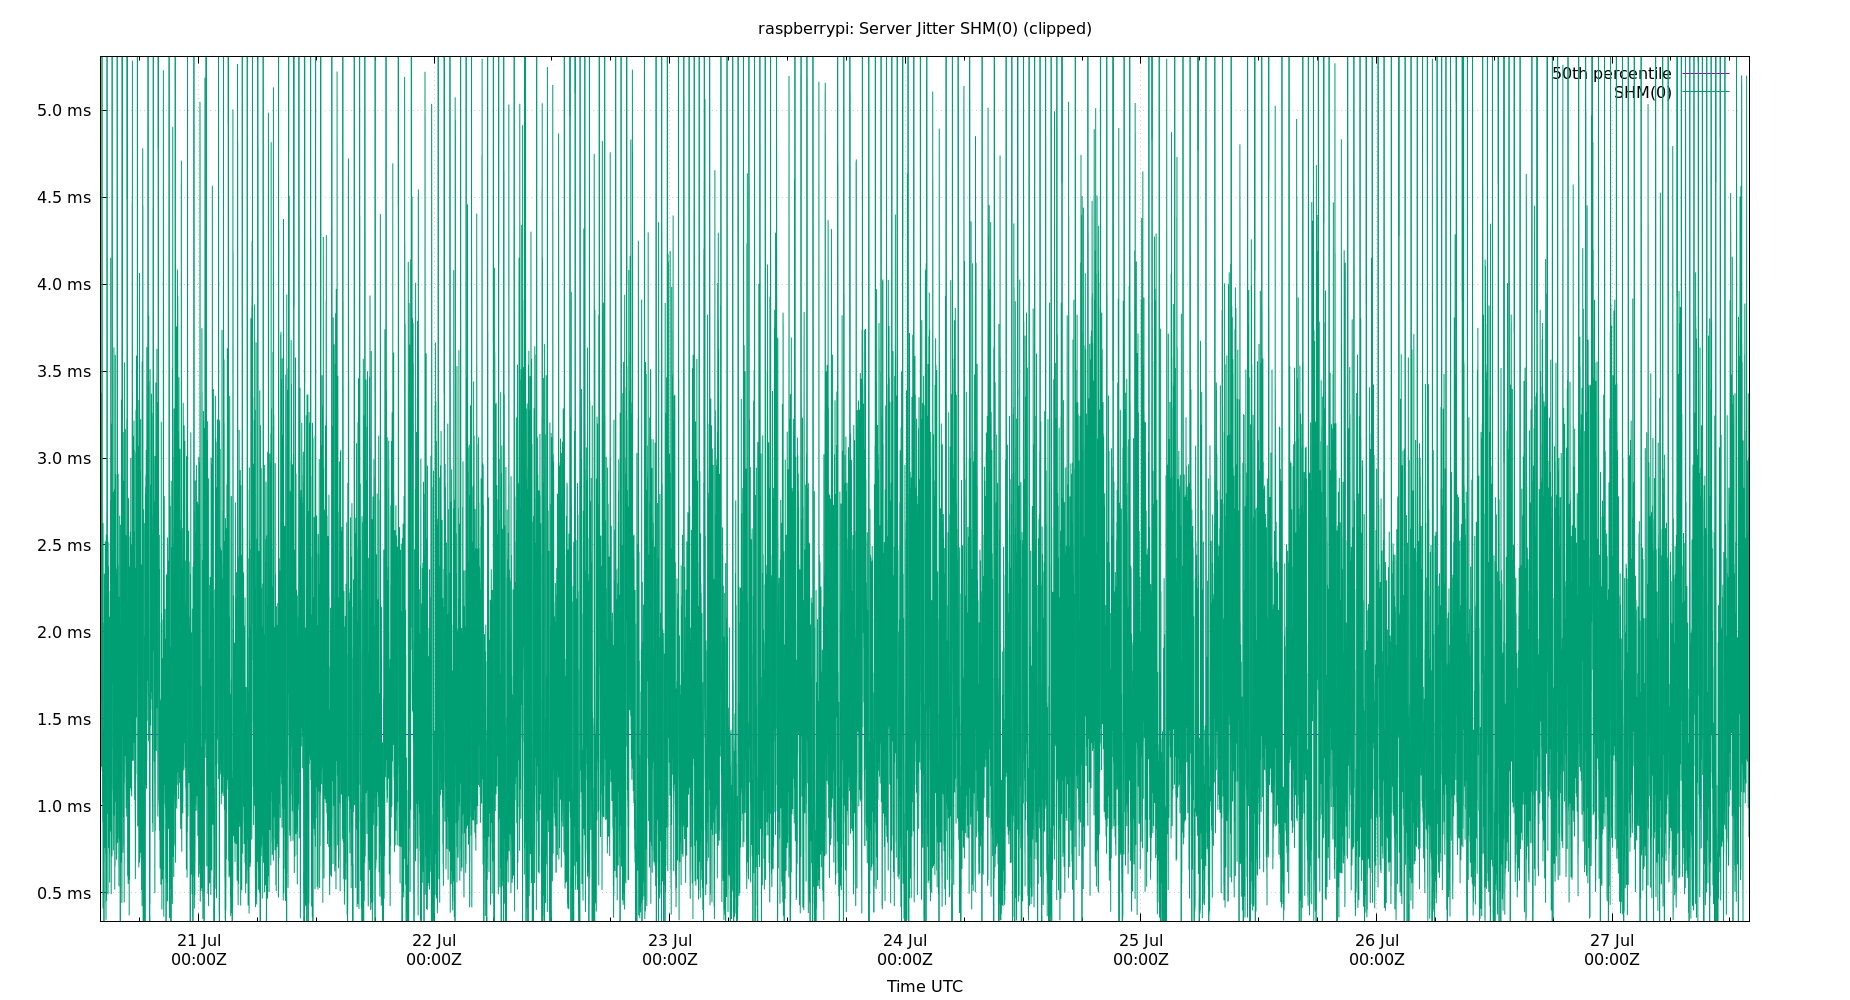 raspberrypi: Server Jitter SHM(0) (clipped)
50th percentile
SHM(0)
5.0 ms
4.5 ms
4.0 ms
3.5 ms
3.0 ms
2.5 ms
2.0 ms
1.5 ms
1.0 ms
0.5 ms
21 Jul 22 Jul 23 Jul 24 Jul 25 Jul 26 Jul 27 Jul
00:00Z 00:00Z 00:00Z 00:00Z 00:00Z 00:00Z 00:00Z
Time UTC